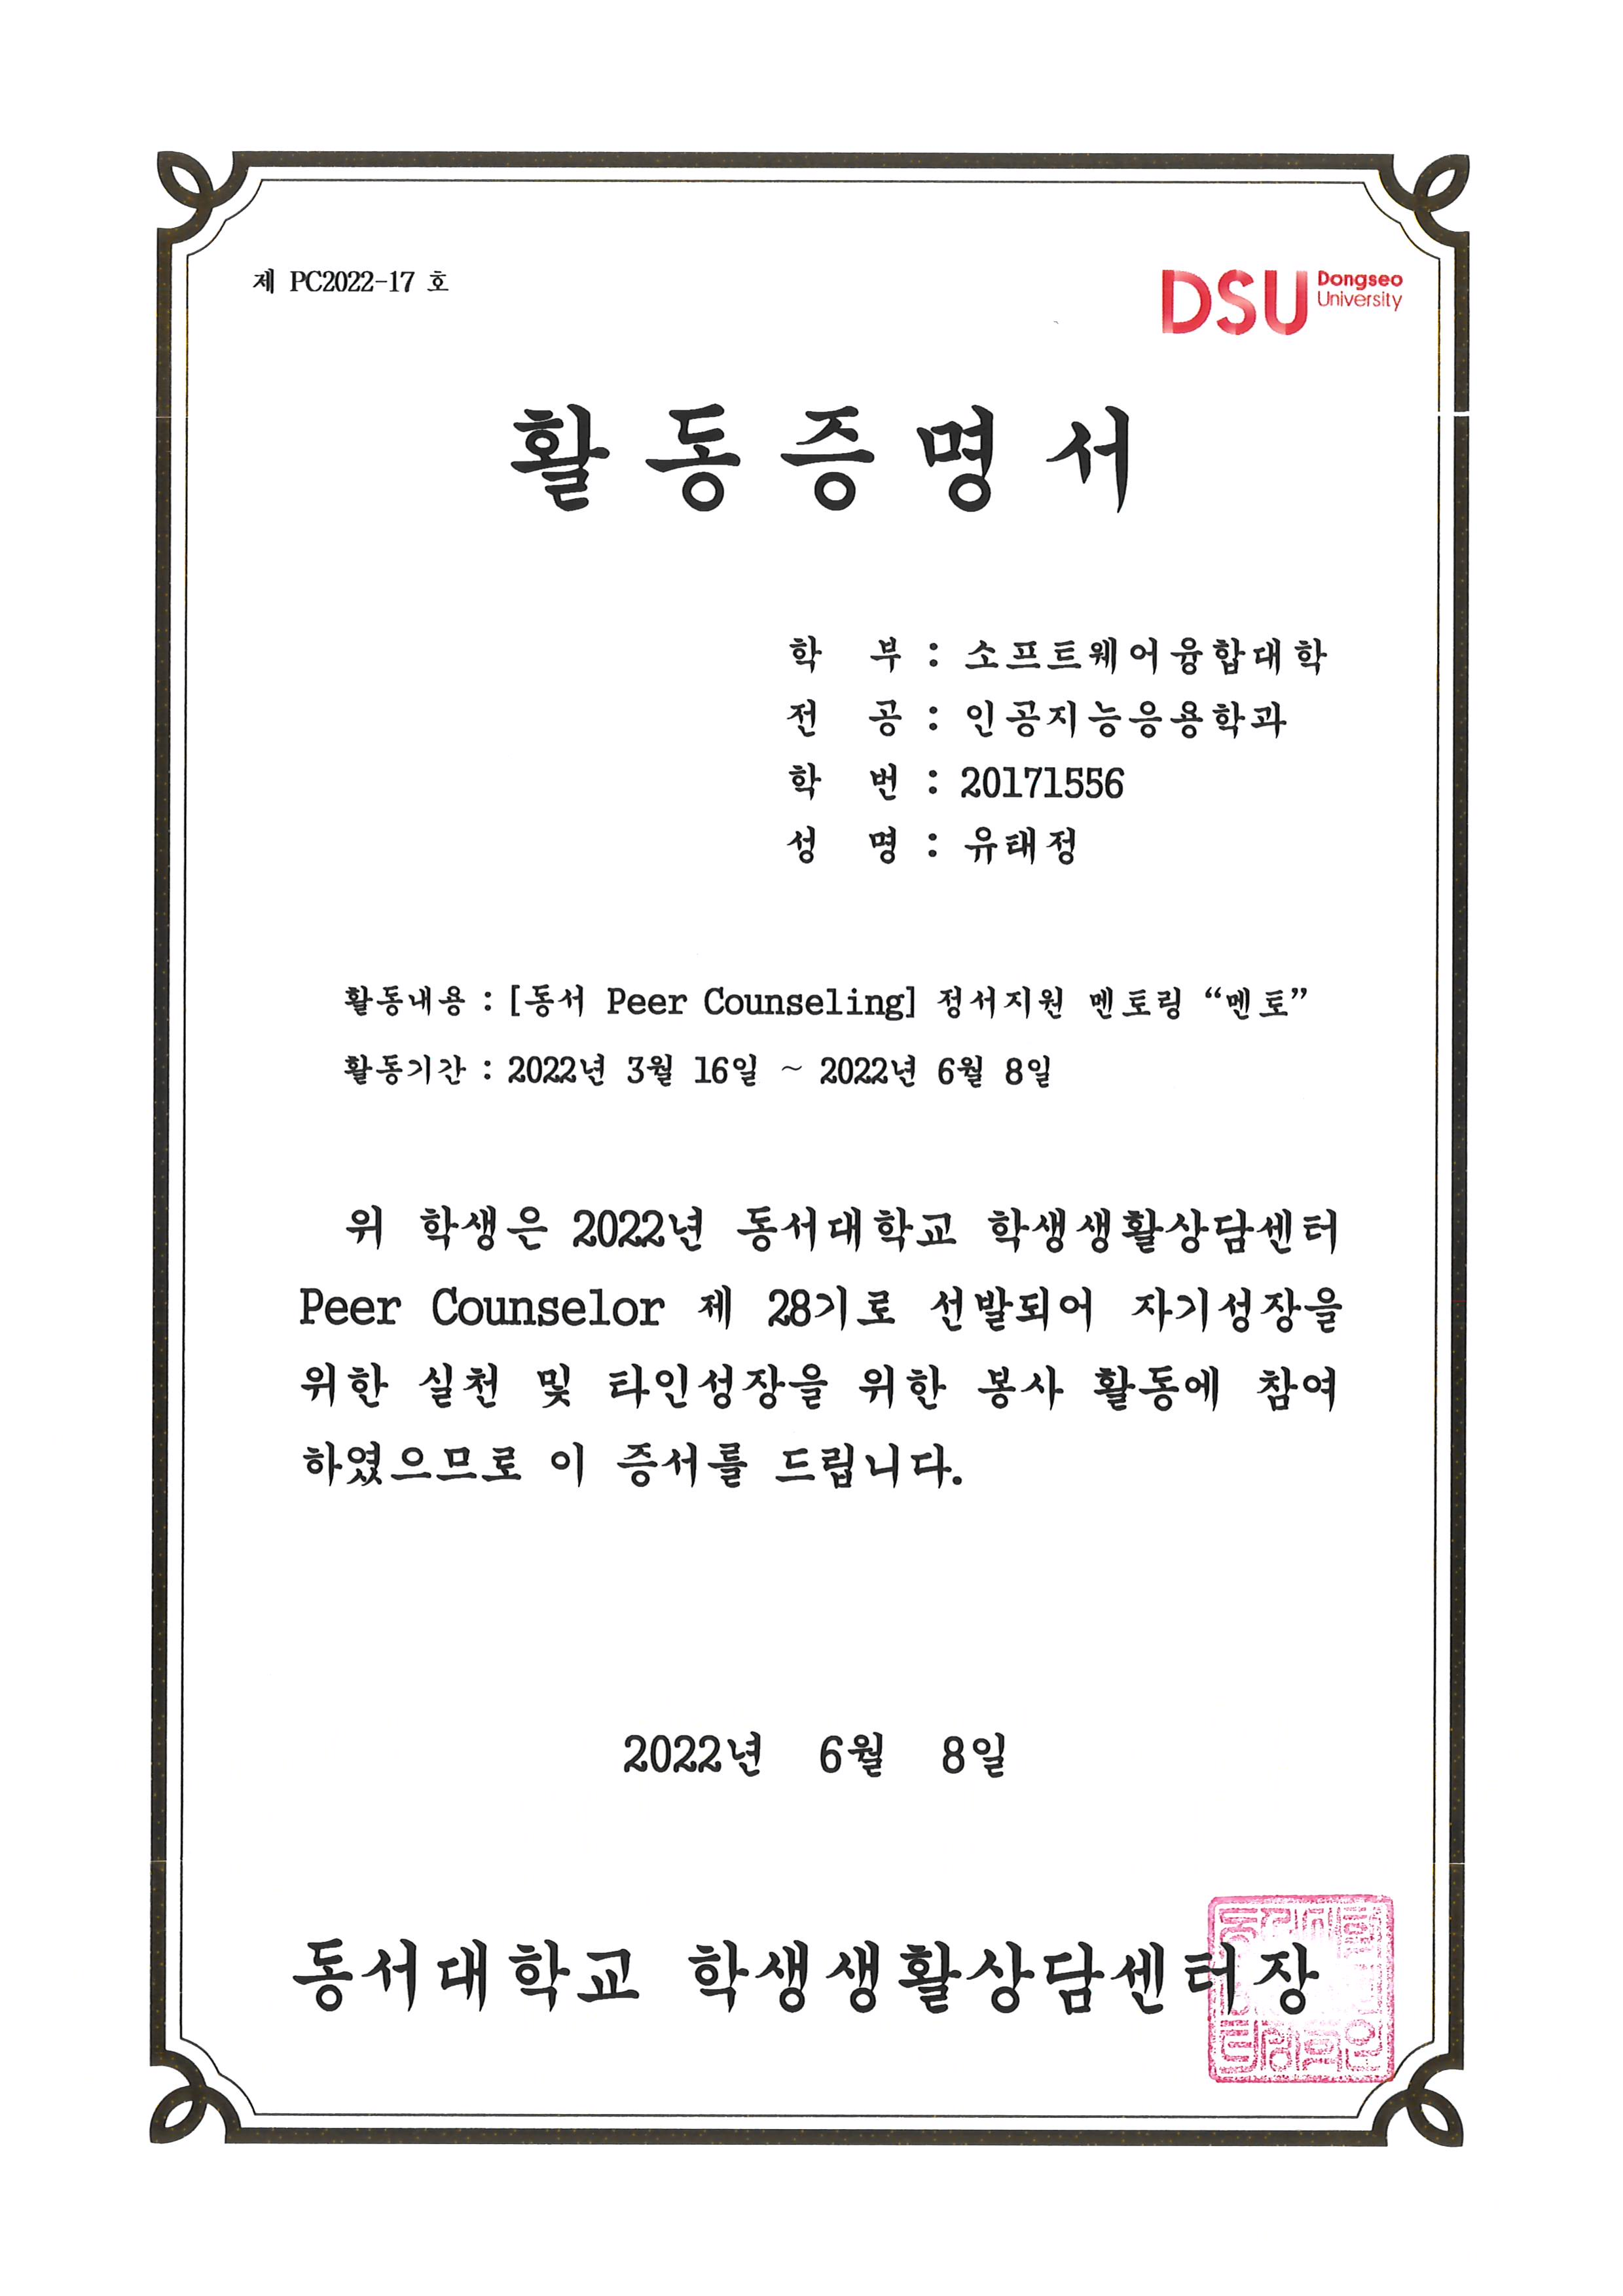 제 PC2022-17 호
DSU Dongseo
University
활동증명서
학 부 : 소프트웨어융합대학
전 공 : 인공지능응용학과
학 번 : 20171556
성 명 : 유태정
활동내용 : [동서 Peer Counseling] 정서지원 멘토링 “멘토”
활동기간 : 2022년 3월 16일 ~ 2022년 6월 8일
위 학생은 2022년 동서대학교 학생생활상담센터
Peer Counselor 제 28기로 선발되어 자기성장을
위한 실천 및 타인성장을 위한 봉사 활동에 참여
하였으므로 이 증서를 드립니다.
2022년 6월 8일
동서대학교 학생생활상담센터장